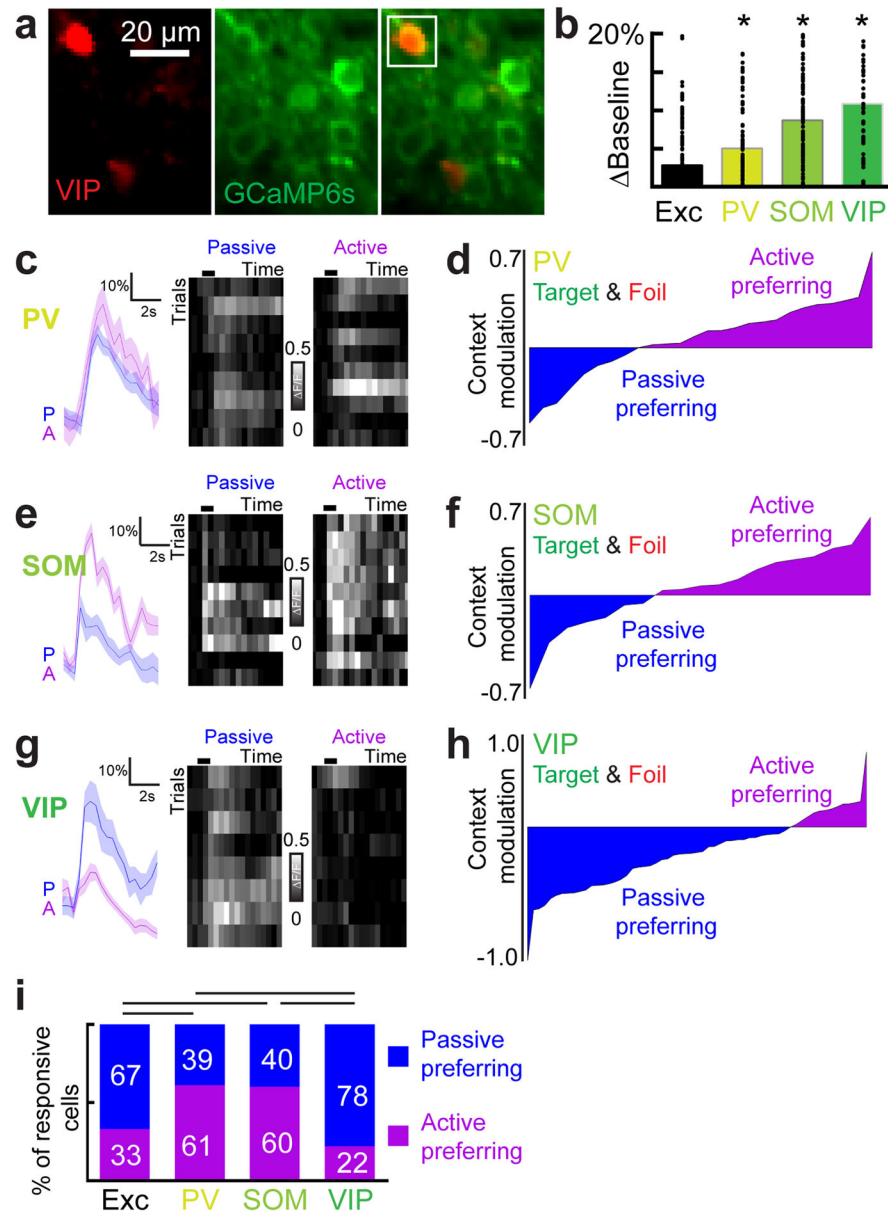 a
20 µm
VIP
GCaMP6s
b
20%
ΔBaseline
* * *
Exc PV SOM VIP
c
PV
10%
2s
P
A
Passive
Active
Time
Time
Trials
0.5
ΔF/F
0
d
0.7
PV
Target & Foil
Active
preferring
Context
modulation
Passive
preferring
-0.7
e
SOM
10%
2s
P
A
Passive
Active
Time
Time
Trials
0.5
ΔF/F
0
f
0.7
SOM
Target & Foil
Active
preferring
Context
modulation
Passive
preferring
-0.7
g
VIP
10%
2s
P
A
Passive
Active
Time
Time
Trials
0.5
ΔF/F
0
h
1.0
VIP
Target & Foil
Active
preferring
Context
modulation
Passive
preferring
-1.0
i
% of responsive
cells
67 39 40 78
33 61 60 22
Exc PV SOM VIP
Passive
preferring
Active
preferring